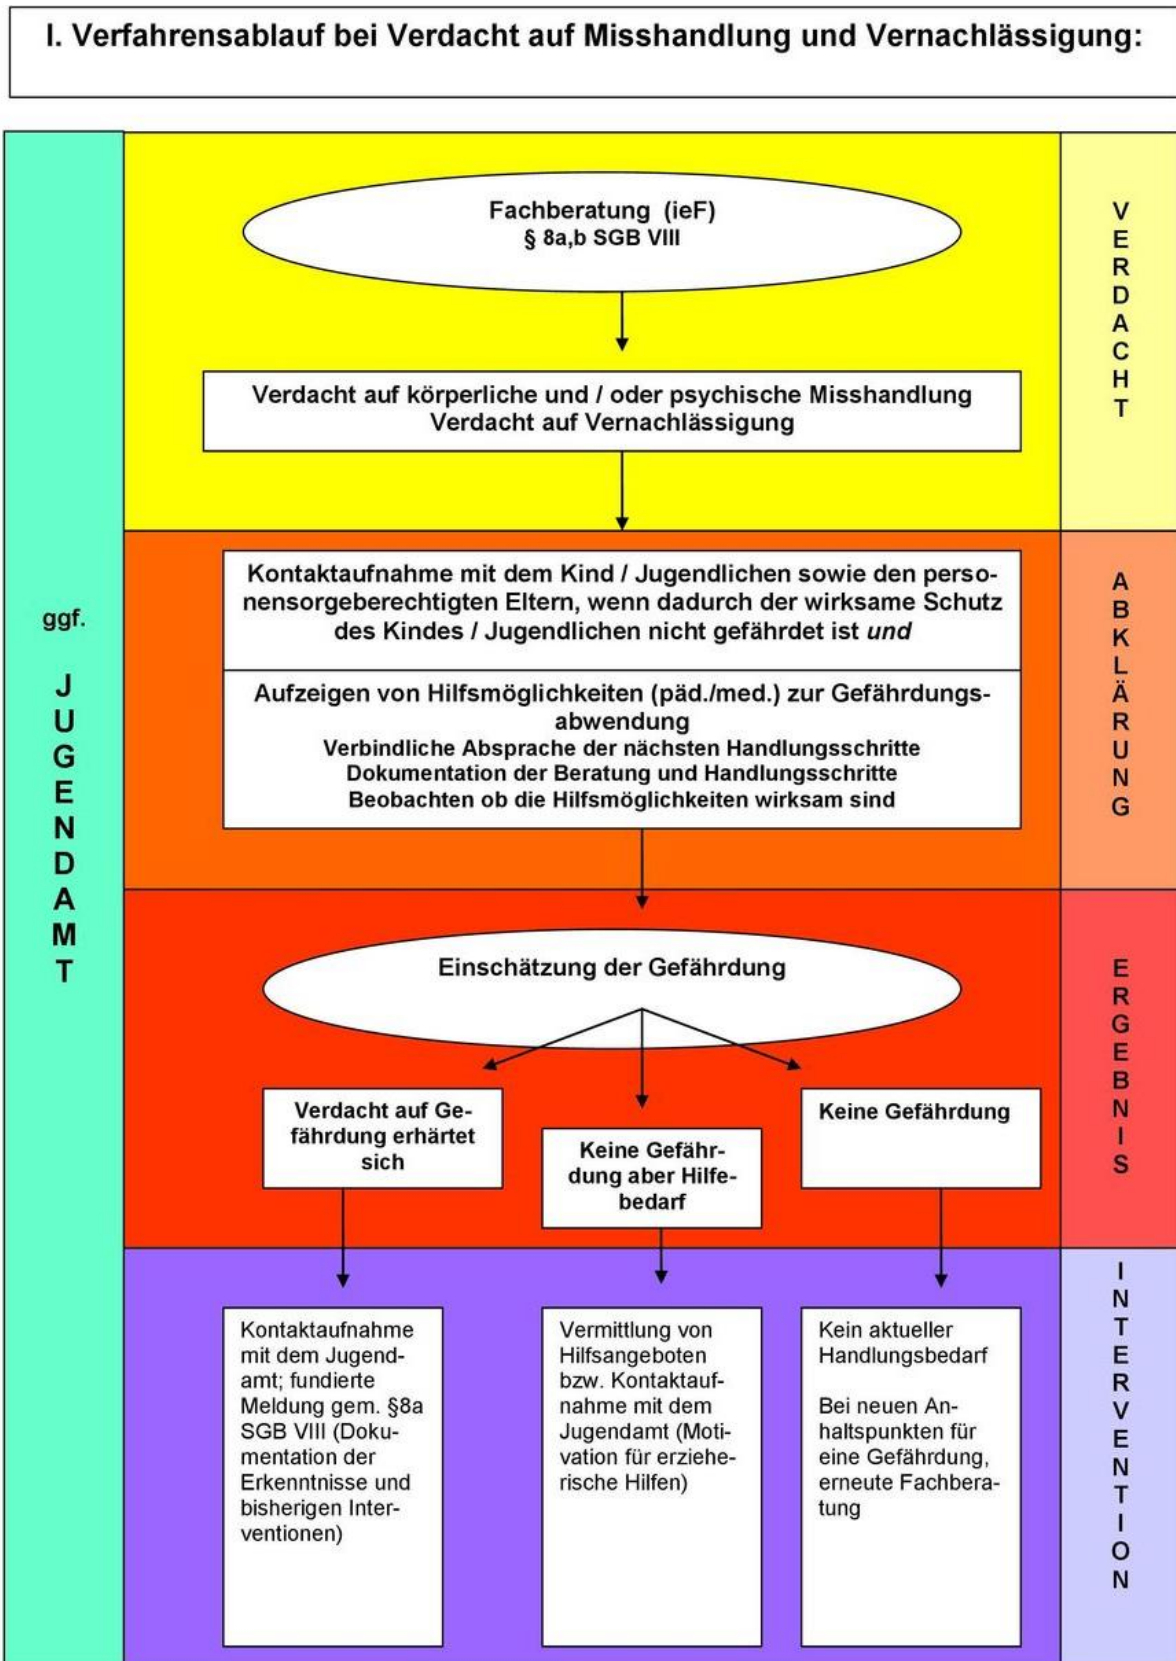 I. Verfahrensablauf bei Verdacht auf Misshandlung und Vernachlässigung:
ggf.
JUGENDAMT
Fachberatung (ieF)
§ 8a,b SGB VIII
Verdacht auf körperliche und / oder psychische Misshandlung
Verdacht auf Vernachlässigung
VERDACHT
Kontaktaufnahme mit dem Kind / Jugendlichen sowie den perso-
nensorgeberechtigten Eltern, wenn dadurch der wirksame Schutz
des Kindes / Jugendlichen nicht gefährdet ist und
Aufzeigen von Hilfsmöglichkeiten (päd./med.) zur Gefährdungs-
abwendung
Verbindliche Absprache der nächsten Handlungsschritte
Dokumentation der Beratung und Handlungsschritte
Beobachten ob die Hilfsmöglichkeiten wirksam sind
ABKLÄRUNG
Einschätzung der Gefährdung
Verdacht auf Ge-
fährdung erhärtet
sich
Keine Gefähr-
dung aber Hilfe-
bedarf
Keine Gefährdung
ERGEBNIS
Kontaktaufnahme
mit dem Jugend-
amt; fundierte
Meldung gem. §8a
SGB VIII (Doku-
mentation der
Erkenntnisse und
bisherigen Inter-
ventionen)
Vermittlung von
Hilfsangeboten
bzw. Kontaktauf-
nahme mit dem
Jugendamt (Moti-
vation für erziehe-
rische Hilfen)
Kein aktueller
Handlungsbedarf
Bei neuen An-
haltspunkten für
eine Gefährdung,
erneute Fachbera-
tung
INTERVENTION